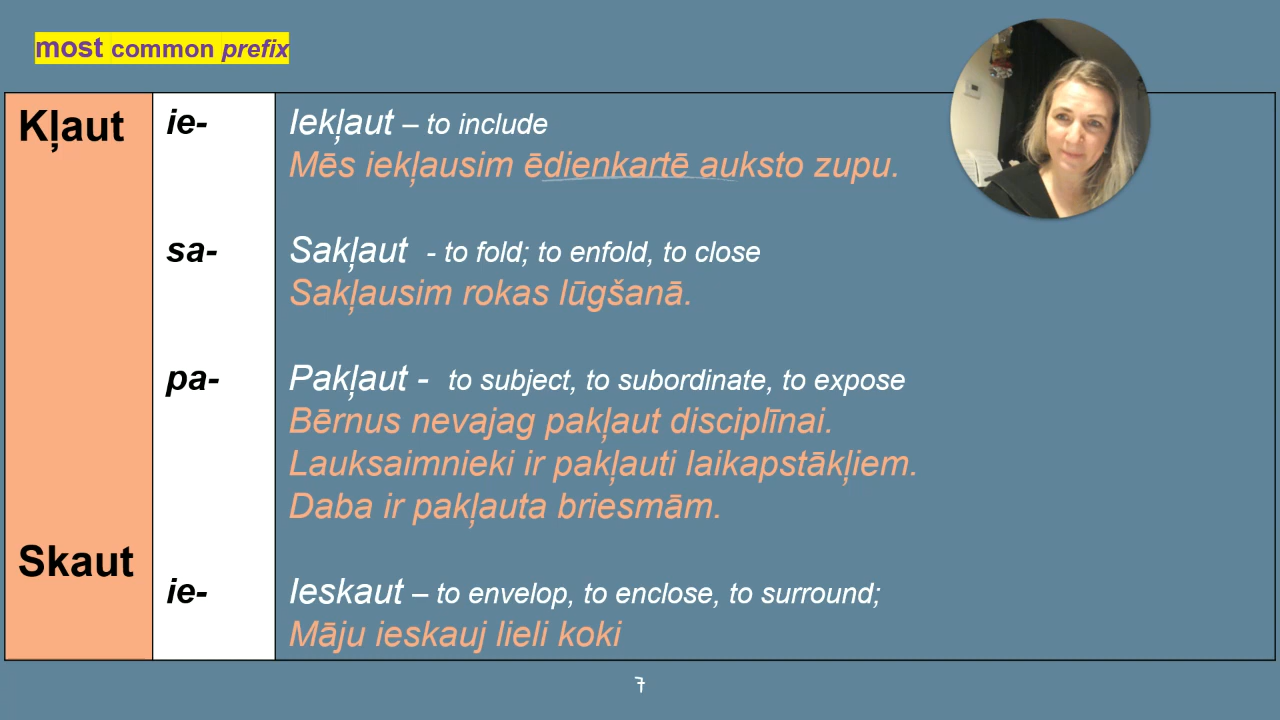 most common prefix
Kļaut
ie-
Iekļaut – to include
Mēs iekļausim ēdienkartē auksto zupu.
sa-
Sakļaut - to fold; to enfold, to close
Sakļausim rokas lūgšanā.
pa-
Pakļaut - to subject, to subordinate, to expose
Bērnus nevajag pakļaut disciplīnai.
Lauksaimnieki ir pakļauti laikapstākļiem.
Daba ir pakļauta briesmām.
Skaut
ie-
Ieskaut – to envelop, to enclose, to surround;
Māju ieskauj lieli koki
7